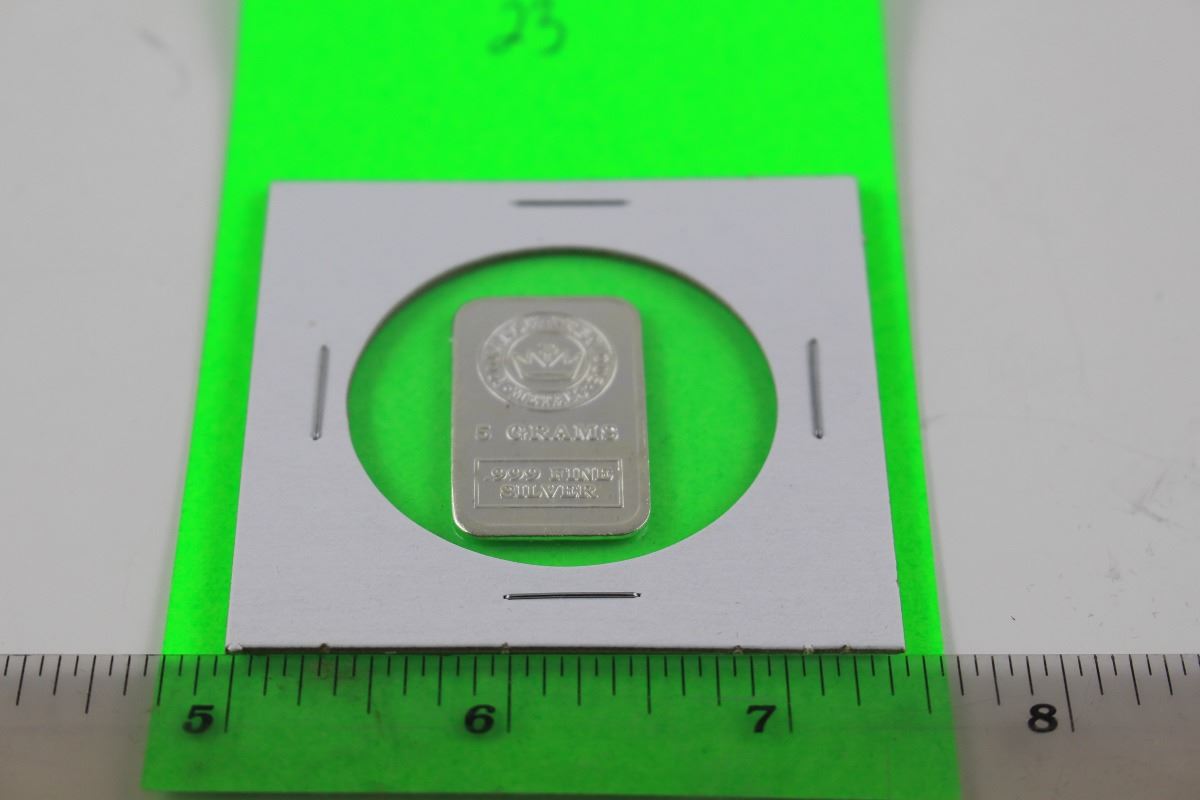 23
5 GRAMS
.999 FINE
SILVER
5 6 7 8